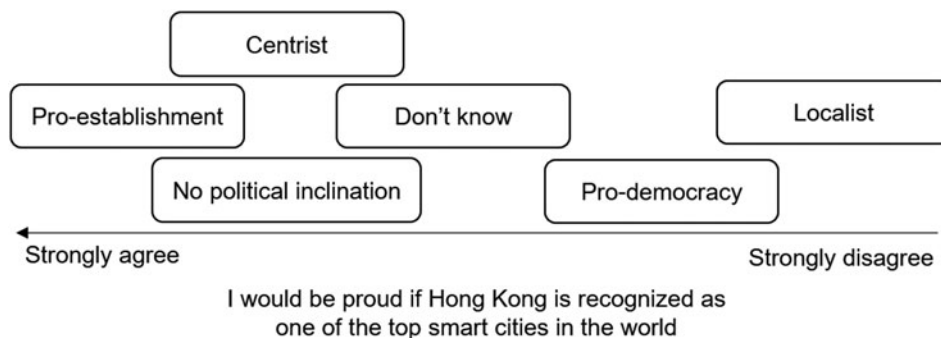 Centrist
Pro-establishment
Don't know
Localist
No political inclination
Pro-democracy
Strongly agree
Strongly disagree
I would be proud if Hong Kong is recognized as
one of the top smart cities in the world